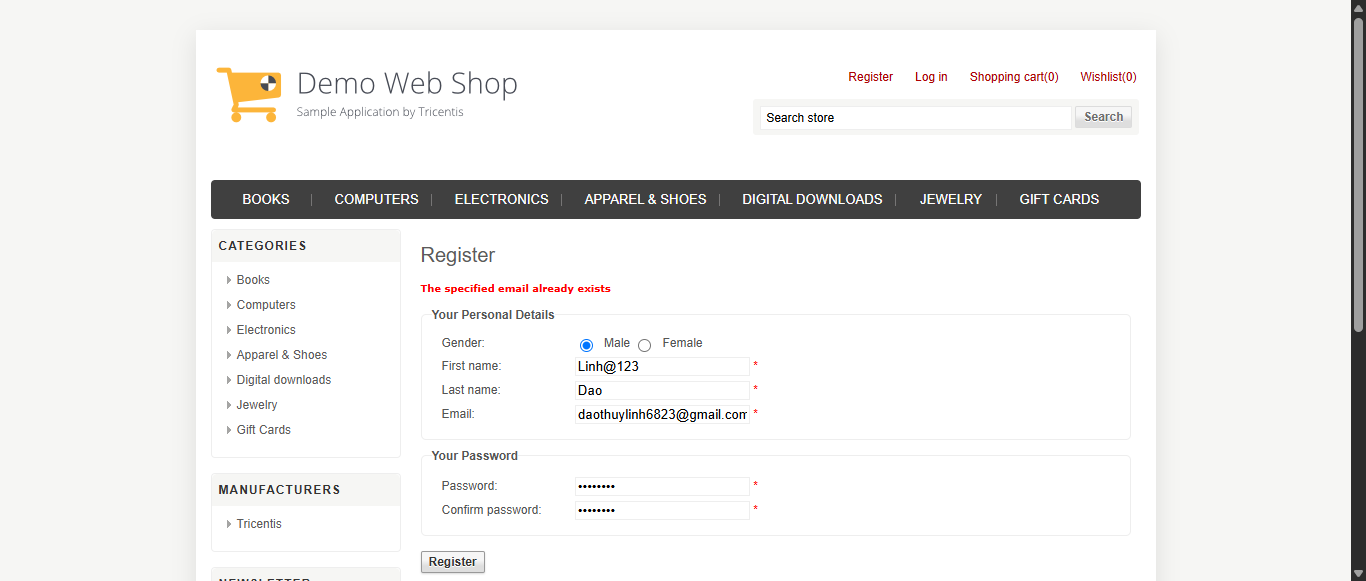 Demo Web Shop
Sample Application by Tricentis
Register Log in Shopping cart(0) Wishlist(0)
Search store Search
BOOKS COMPUTERS ELECTRONICS APPAREL & SHOES DIGITAL DOWNLOADS JEWELRY GIFT CARDS
CATEGORIES
Books
Computers
Electronics
Apparel & Shoes
Digital downloads
Jewelry
Gift Cards
MANUFACTURERS
Tricentis
NEWSLETTER
Register
The specified email already exists
Your Personal Details
Gender: Male Female
First name: Linh@123 *
Last name: Dao *
Email: daothuylinh6823@gmail.com *
Your Password
Password: •••••••• *
Confirm password: •••••••• *
Register